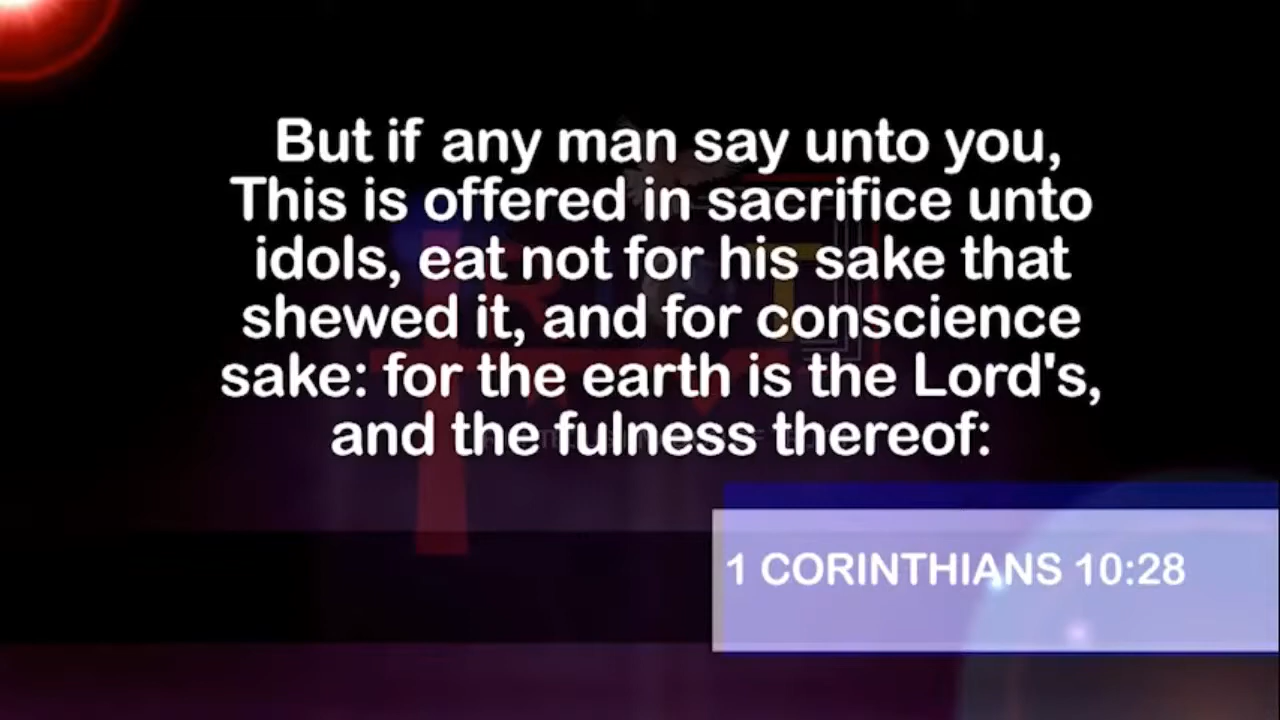 But if any man say unto you,
This is offered in sacrifice unto
idols, eat not for his sake that
shewed it, and for conscience
sake: for the earth is the Lord's,
and the fulness thereof:
1 CORINTHIANS 10:28